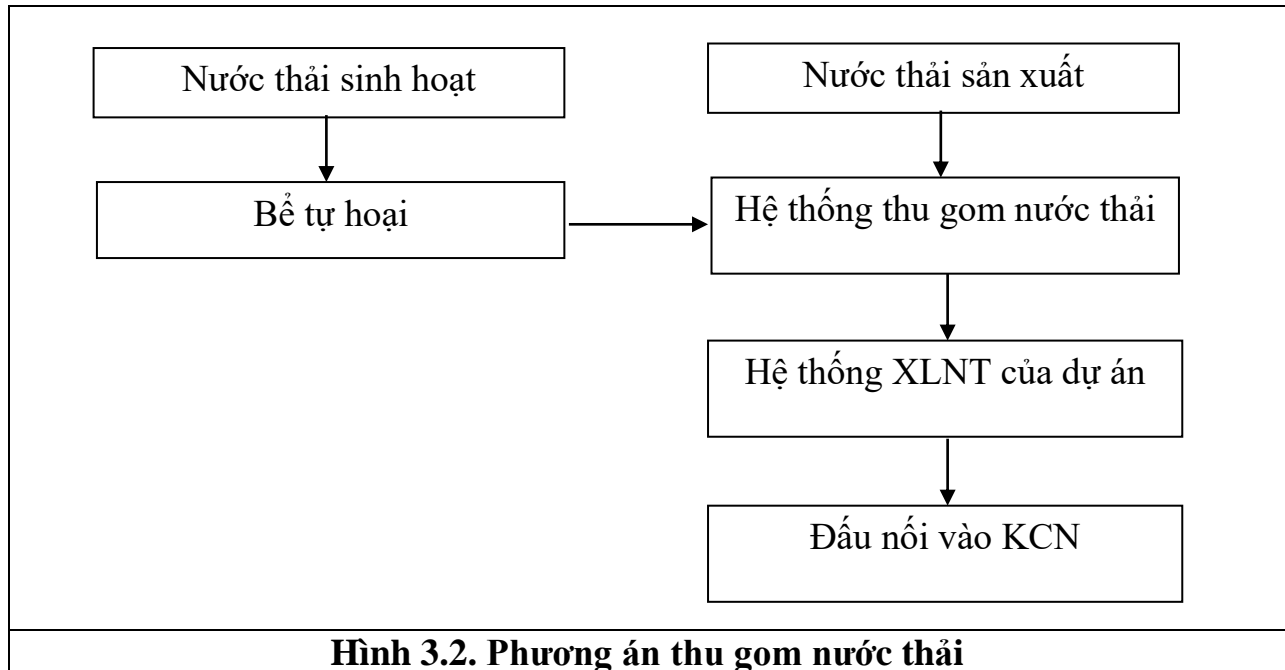 Nước thải sinh hoạt
Nước thải sản xuất
Bể tự hoại
Hệ thống thu gom nước thải
Hệ thống XLNT của dự án
Đấu nối vào KCN
Hình 3.2. Phương án thu gom nước thải